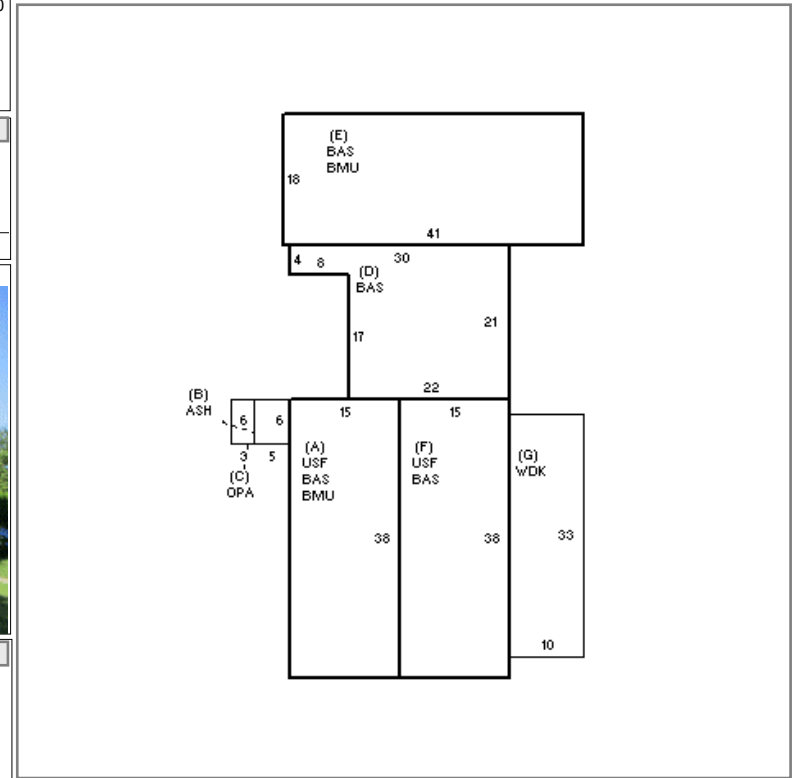 (E)
BAS
BMU
18
41
4
8
30
(D)
BAS
21
17
22
(B)
ASH
6
6
15
15
3
5
(C)
OPA
(A)
USF
BAS
BMU
(F)
USF
BAS
(G)
WDK
38
38
33
10